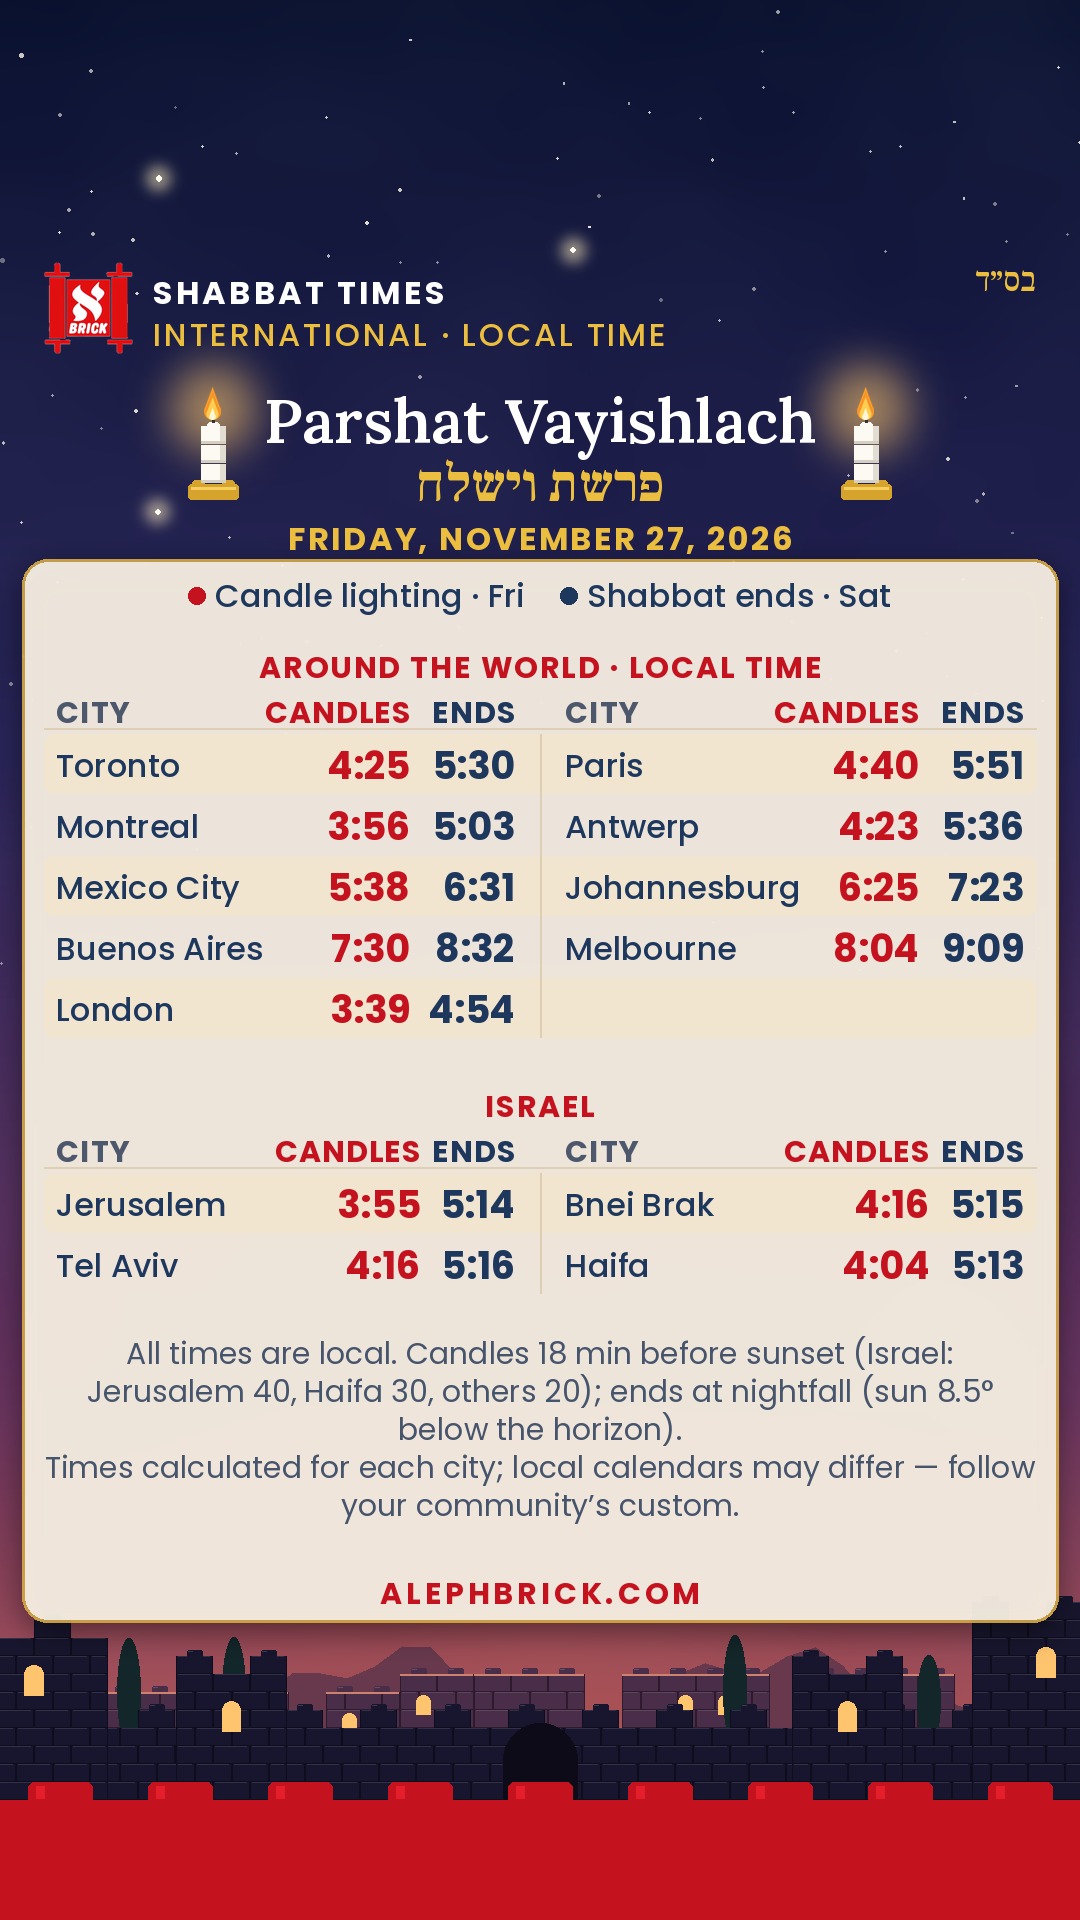 בס״ד
BRICK
SHABBAT TIMES
INTERNATIONAL · LOCAL TIME
Parshat Vayishlach
פרשת וישלח
FRIDAY, NOVEMBER 27, 2026
Candle lighting · Fri Shabbat ends · Sat
AROUND THE WORLD · LOCAL TIME
CITY CANDLES ENDS CITY CANDLES ENDS
Toronto 4:25 5:30 Paris 4:40 5:51
Montreal 3:56 5:03 Antwerp 4:23 5:36
Mexico City 5:38 6:31 Johannesburg 6:25 7:23
Buenos Aires 7:30 8:32 Melbourne 8:04 9:09
London 3:39 4:54
ISRAEL
CITY CANDLES ENDS CITY CANDLES ENDS
Jerusalem 3:55 5:14 Bnei Brak 4:16 5:15
Tel Aviv 4:16 5:16 Haifa 4:04 5:13
All times are local. Candles 18 min before sunset (Israel:
Jerusalem 40, Haifa 30, others 20); ends at nightfall (sun 8.5°
below the horizon).
Times calculated for each city; local calendars may differ — follow
your community’s custom.
ALEPHBRICK.COM